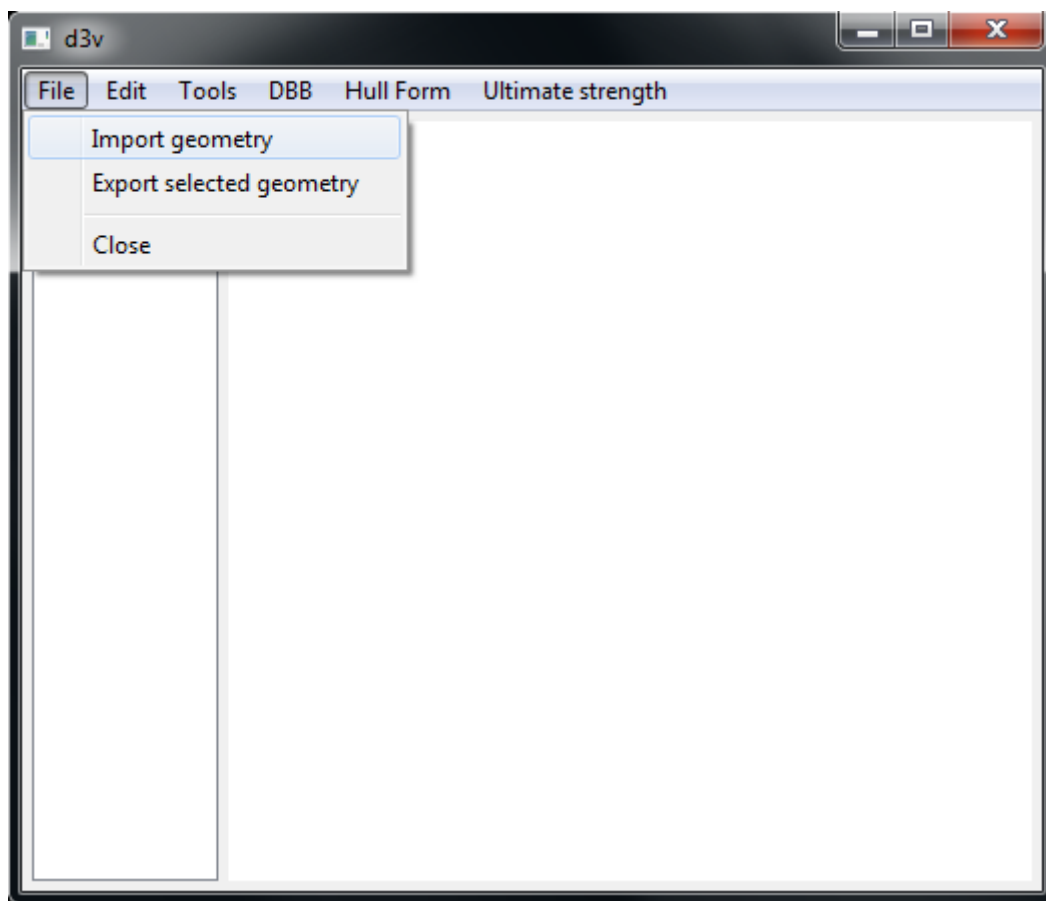 d3v
File Edit Tools DBB Hull Form Ultimate strength
Import geometry
Export selected geometry
Close